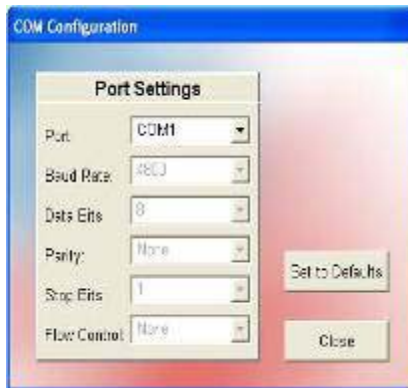 COM Configuration
Port Settings
Port: COM1
Baud Rate: 4800
Data Bits 8
Parity: None
Stop Bits 1
Flow Control: None
Set to Defaults
Close